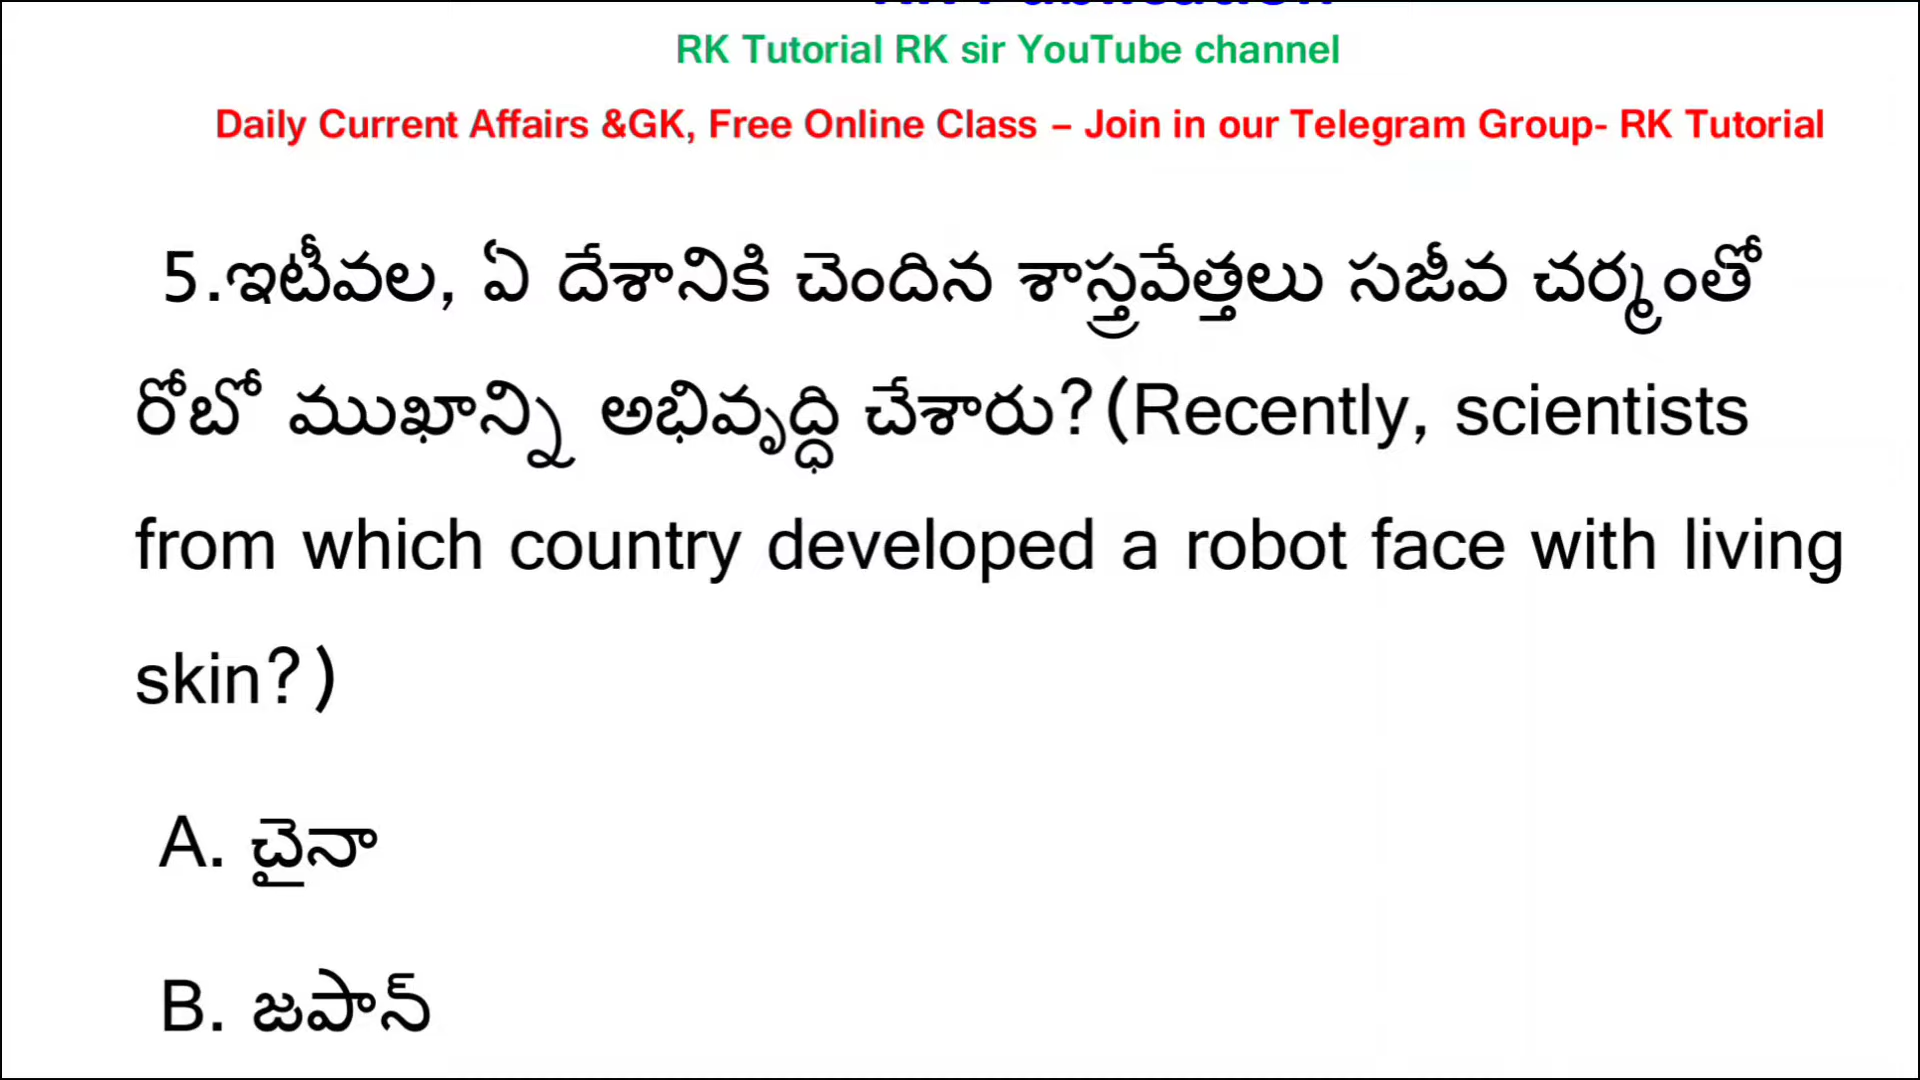 RK Tutorial RK sir YouTube channel
Daily Current Affairs &GK, Free Online Class – Join in our Telegram Group- RK Tutorial
5.ఇటీవల, ఏ దేశానికి చెందిన శాస్త్రవేత్తలు సజీవ చర్మంతో
రోబో ముఖాన్ని అభివృద్ధి చేశారు?(Recently, scientists
from which country developed a robot face with living
skin?)
A. చైనా
B. జపాన్